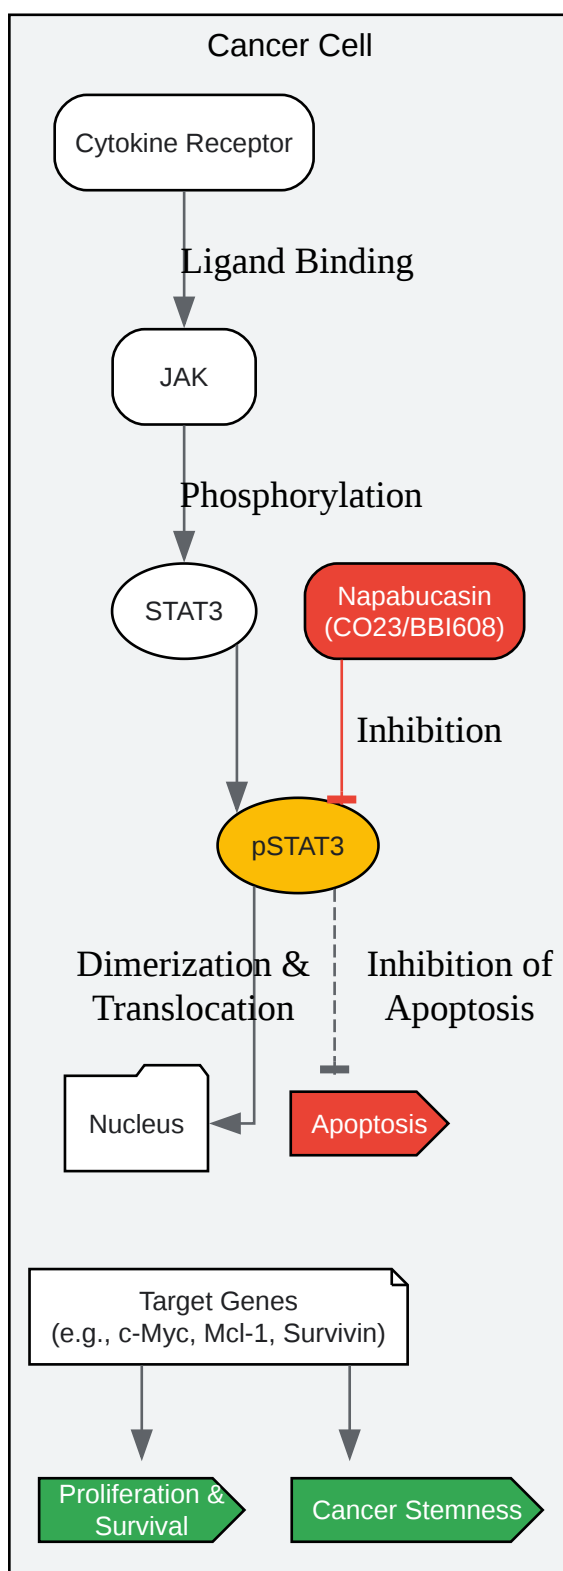 Cancer Cell
Cytokine Receptor
Ligand Binding
JAK
Phosphorylation
STAT3
Napabucasin
(CO23/BBI608)
Inhibition
pSTAT3
Dimerization &
Translocation
Inhibition of
Apoptosis
Nucleus
Apoptosis
Target Genes
(e.g., c-Myc, Mcl-1, Survivin)
Proliferation &
Survival
Cancer Stemness